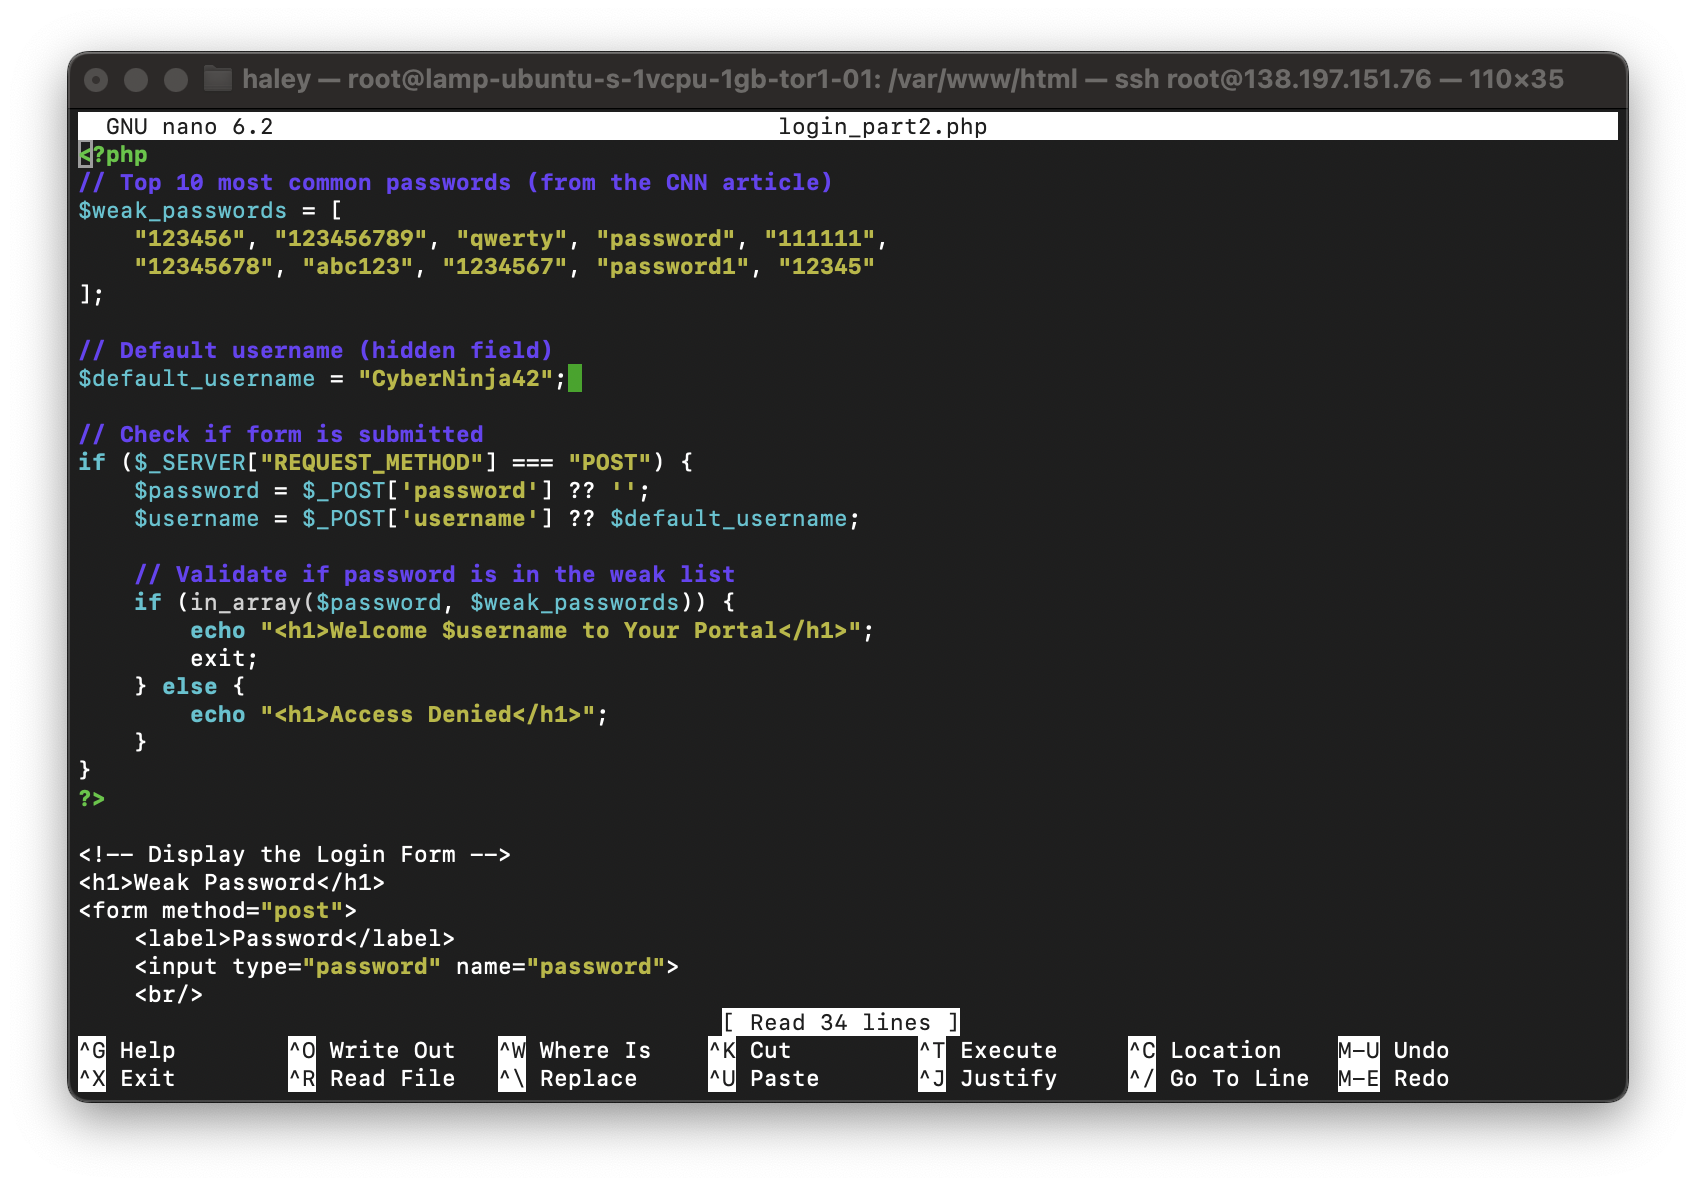 haley — root@lamp-ubuntu-s-1vcpu-1gb-tor1-01: /var/www/html — ssh root@138.197.151.76 — 110×35
GNU nano 6.2 login_part2.php
<?php
// Top 10 most common passwords (from the CNN article)
$weak_passwords = [
    "123456", "123456789", "qwerty", "password", "111111",
    "12345678", "abc123", "1234567", "password1", "12345"
];

// Default username (hidden field)
$default_username = "CyberNinja42";

// Check if form is submitted
if ($_SERVER["REQUEST_METHOD"] === "POST") {
    $password = $_POST['password'] ?? '';
    $username = $_POST['username'] ?? $default_username;

    // Validate if password is in the weak list
    if (in_array($password, $weak_passwords)) {
        echo "<h1>Welcome $username to Your Portal</h1>";
        exit;
    } else {
        echo "<h1>Access Denied</h1>";
    }
}
?>

<!-- Display the Login Form -->
<h1>Weak Password</h1>
<form method="post">
    <label>Password</label>
    <input type="password" name="password">
    <br/>
[ Read 34 lines ]
^G Help ^O Write Out ^W Where Is ^K Cut ^T Execute ^C Location M-U Undo
^X Exit ^R Read File ^\ Replace ^U Paste ^J Justify ^/ Go To Line M-E Redo